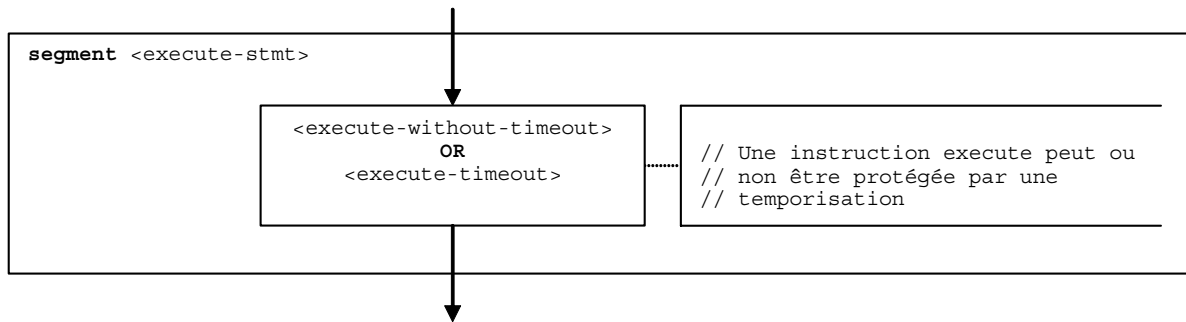 segment <execute-stmt>
<execute-without-timeout>
OR
<execute-timeout>
// Une instruction execute peut ou
// non être protégée par une
// temporisation